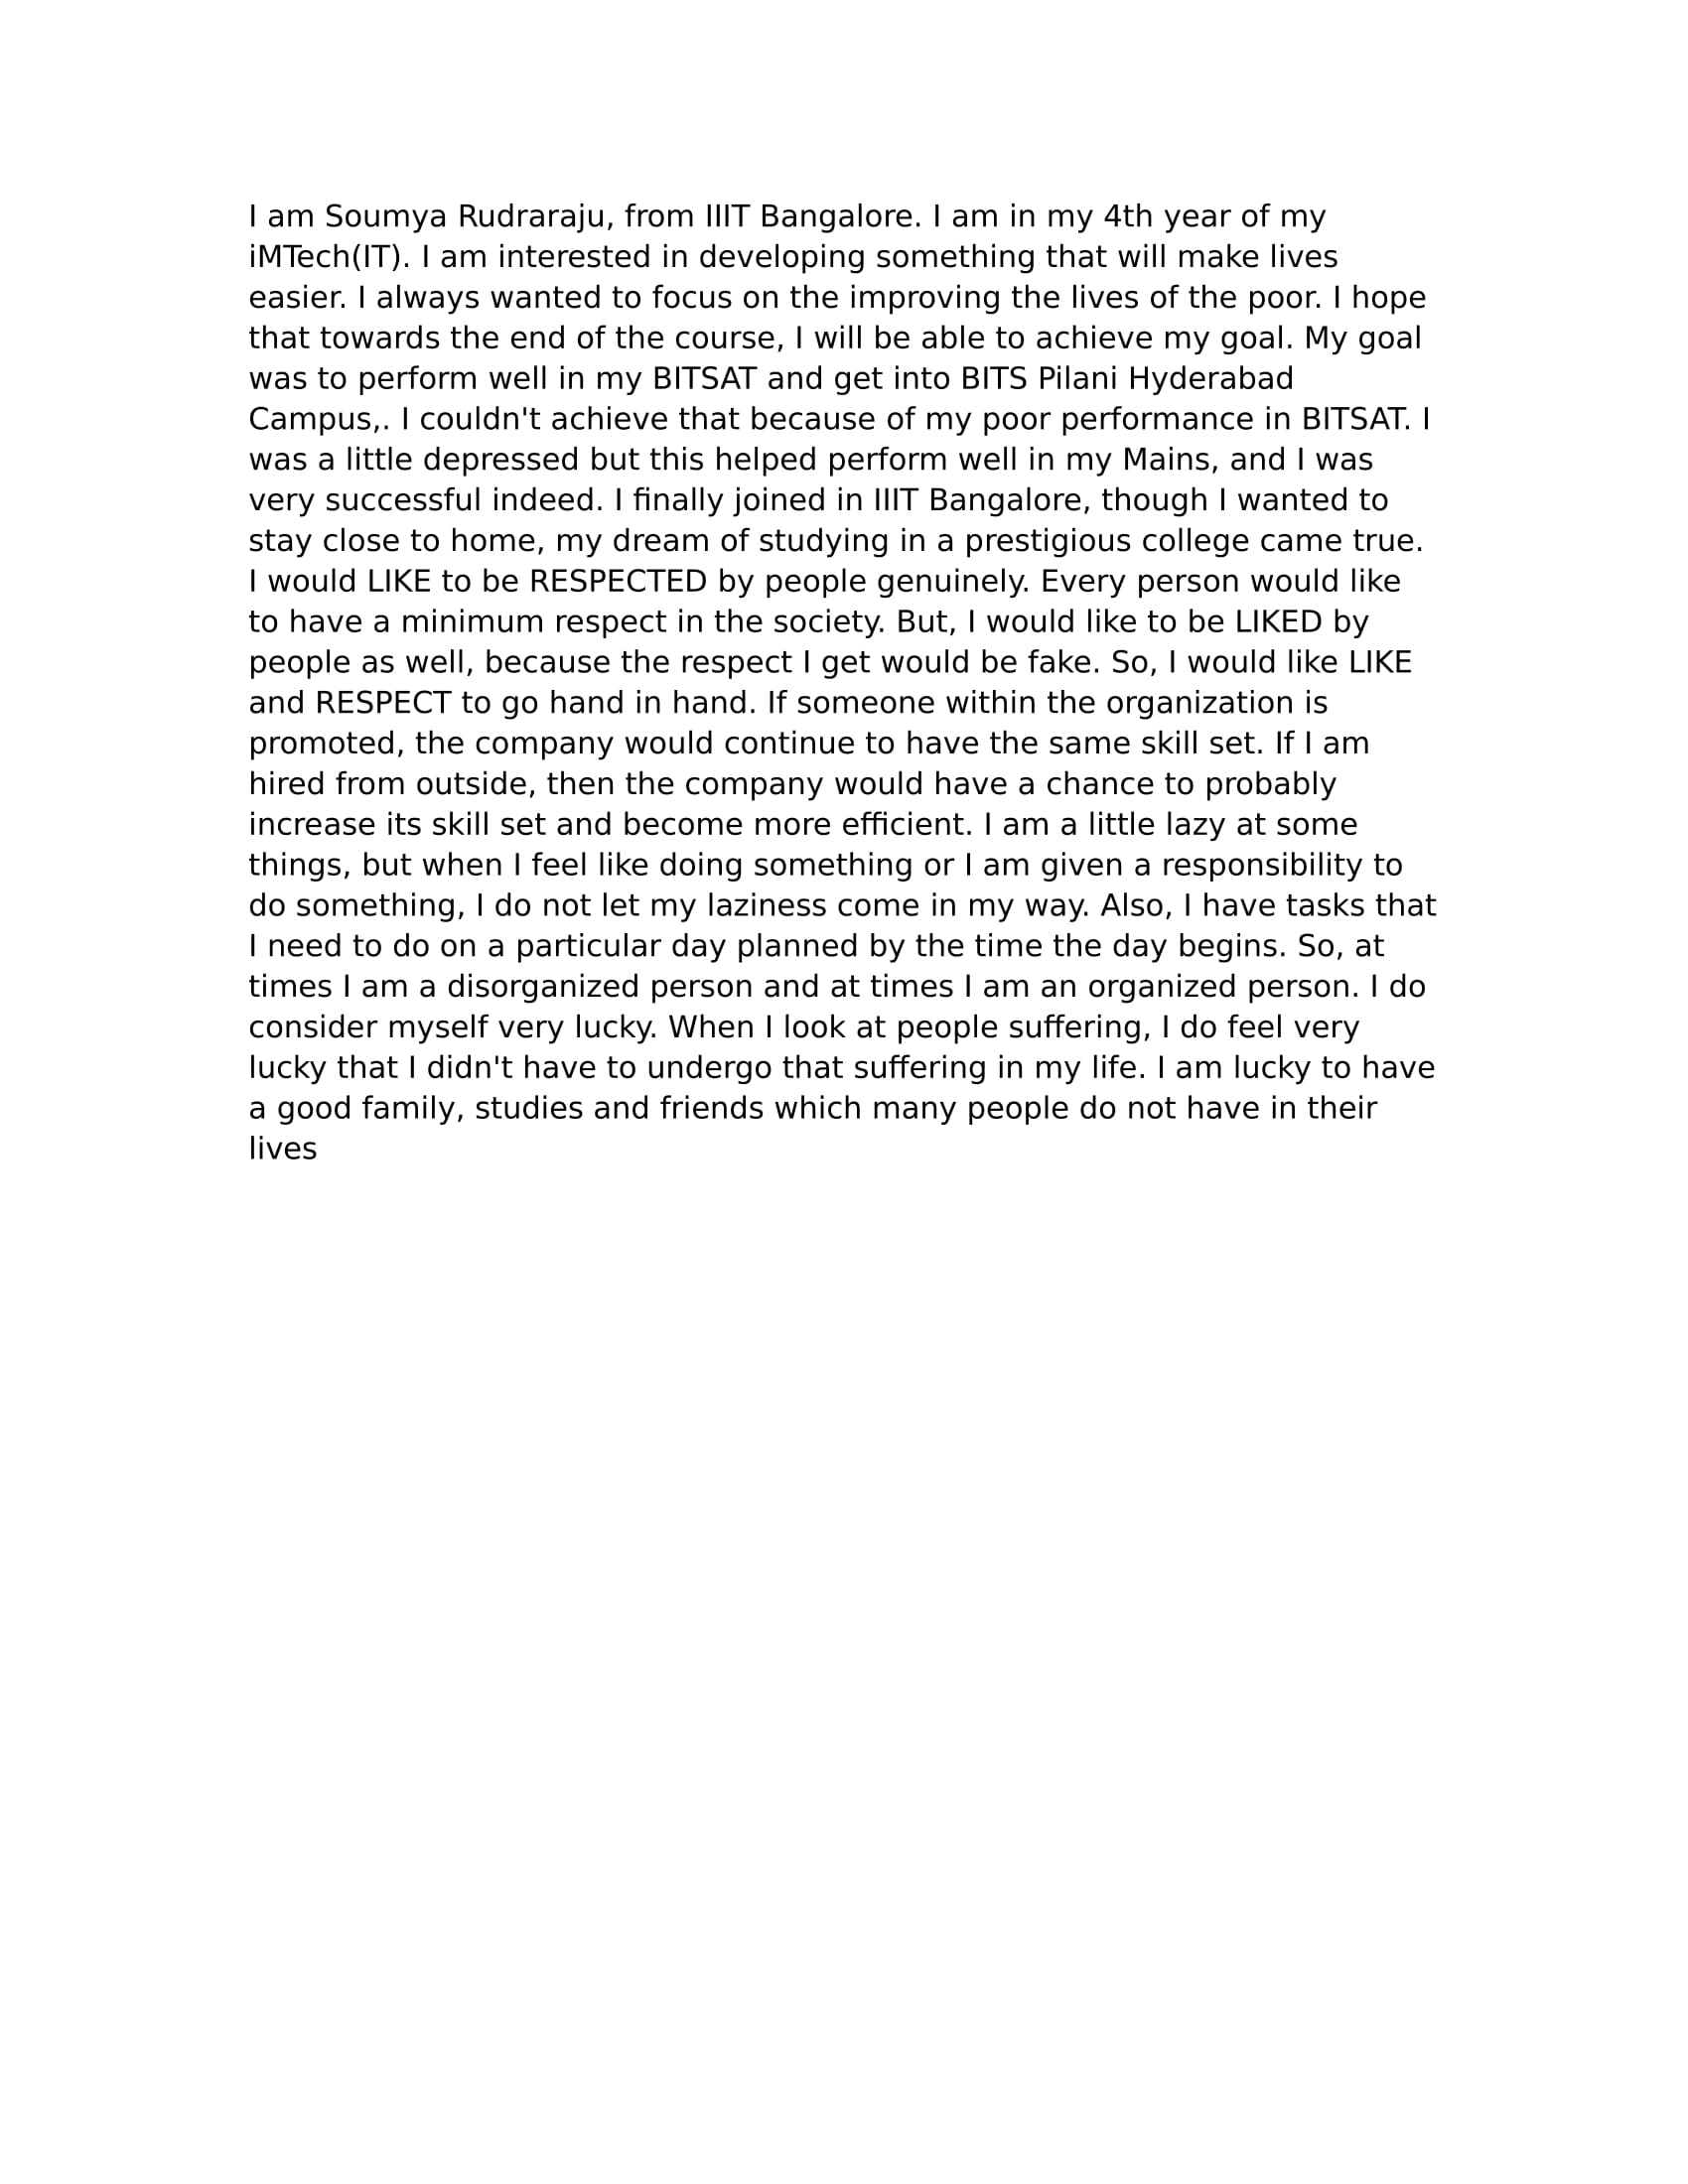 I am Soumya Rudraraju, from IIIT Bangalore. I am in my 4th year of my
iMTech(IT). I am interested in developing something that will make lives
easier. I always wanted to focus on the improving the lives of the poor. I hope
that towards the end of the course, I will be able to achieve my goal. My goal
was to perform well in my BITSAT and get into BITS Pilani Hyderabad
Campus,. I couldn't achieve that because of my poor performance in BITSAT. I
was a little depressed but this helped perform well in my Mains, and I was
very successful indeed. I finally joined in IIIT Bangalore, though I wanted to
stay close to home, my dream of studying in a prestigious college came true.
I would LIKE to be RESPECTED by people genuinely. Every person would like
to have a minimum respect in the society. But, I would like to be LIKED by
people as well, because the respect I get would be fake. So, I would like LIKE
and RESPECT to go hand in hand. If someone within the organization is
promoted, the company would continue to have the same skill set. If I am
hired from outside, then the company would have a chance to probably
increase its skill set and become more efficient. I am a little lazy at some
things, but when I feel like doing something or I am given a responsibility to
do something, I do not let my laziness come in my way. Also, I have tasks that
I need to do on a particular day planned by the time the day begins. So, at
times I am a disorganized person and at times I am an organized person. I do
consider myself very lucky. When I look at people suffering, I do feel very
lucky that I didn't have to undergo that suffering in my life. I am lucky to have
a good family, studies and friends which many people do not have in their
lives